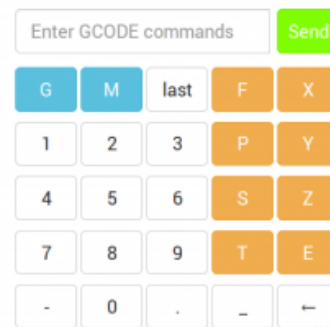 Enter GCODE commands Send
G M last F X
1 2 3 P Y
4 5 6 S Z
7 8 9 T E
- 0 . _ ←